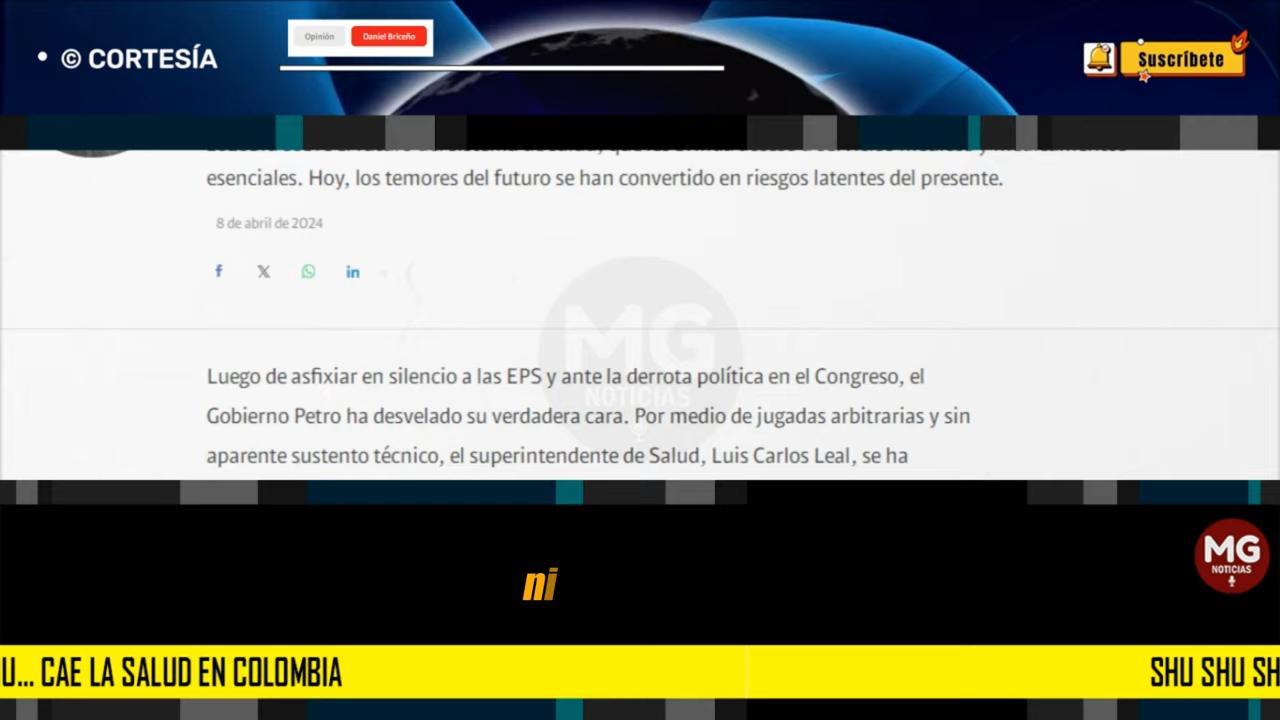 © CORTESÍA
Opinión
Daniel Briceño
Suscríbete
esenciales. Hoy, los temores del futuro se han convertido en riesgos latentes del presente.
8 de abril de 2024
MG
NOTICIAS
Luego de asfixiar en silencio a las EPS y ante la derrota política en el Congreso, el
Gobierno Petro ha desvelado su verdadera cara. Por medio de jugadas arbitrarias y sin
aparente sustento técnico, el superintendente de Salud, Luis Carlos Leal, se ha
MG
NOTICIAS
ni
U... CAE LA SALUD EN COLOMBIA
SHU SHU SH